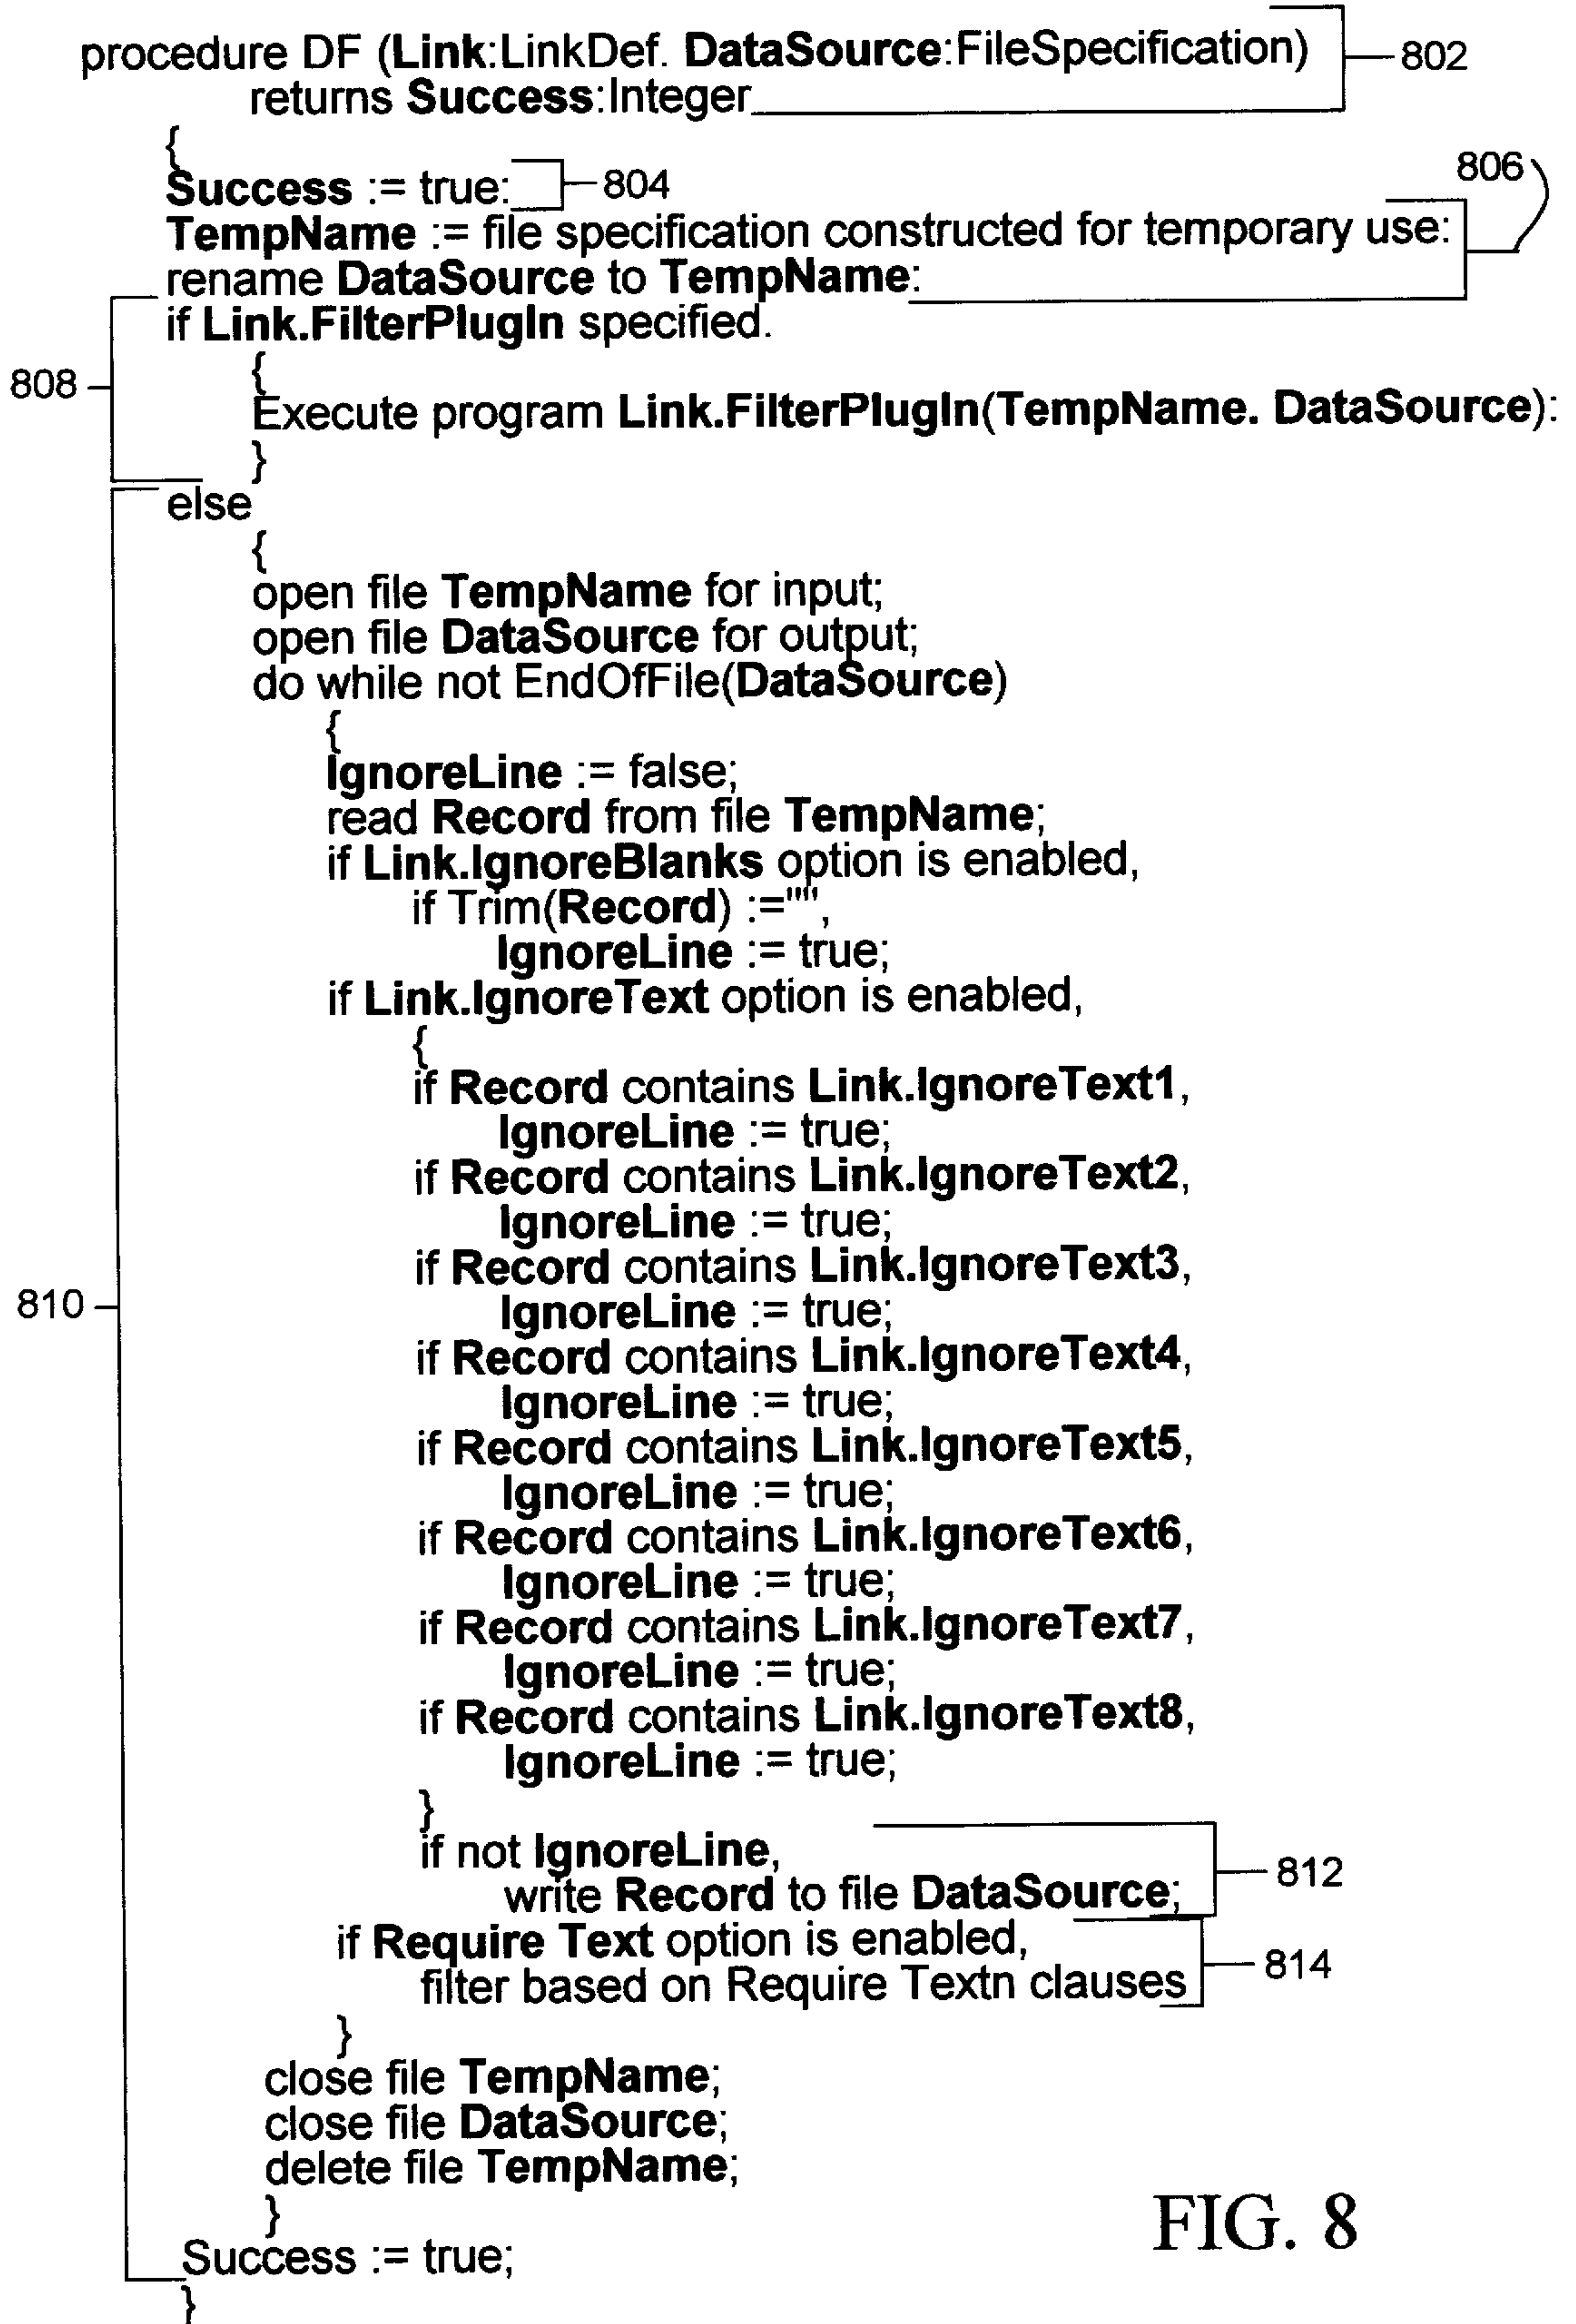 procedure DF (Link:LinkDef. DataSource:FileSpecification)
802
returns Success:Integer
{
Success := true:
804
806
TempName := file specification constructed for temporary use:
rename DataSource to TempName:
if Link.FilterPlugIn specified.
{
808
Execute program Link.FilterPlugIn(TempName. DataSource):
}
else
{
open file TempName for input;
open file DataSource for output;
do while not EndOfFile(DataSource)
{
IgnoreLine := false;
read Record from file TempName;
if Link.IgnoreBlanks option is enabled,
if Trim(Record) :="",
IgnoreLine := true;
if Link.IgnoreText option is enabled,
{
if Record contains Link.IgnoreText1,
IgnoreLine := true;
if Record contains Link.IgnoreText2,
IgnoreLine := true;
if Record contains Link.IgnoreText3,
810
IgnoreLine := true;
if Record contains Link.IgnoreText4,
IgnoreLine := true;
if Record contains Link.IgnoreText5,
IgnoreLine := true;
if Record contains Link.IgnoreText6,
IgnoreLine := true;
if Record contains Link.IgnoreText7,
IgnoreLine := true;
if Record contains Link.IgnoreText8,
IgnoreLine := true;
}
if not IgnoreLine,
812
write Record to file DataSource;
if Require Text option is enabled,
814
filter based on Require Textn clauses
}
close file TempName;
close file DataSource;
delete file TempName;
}
FIG. 8
Success := true;
}